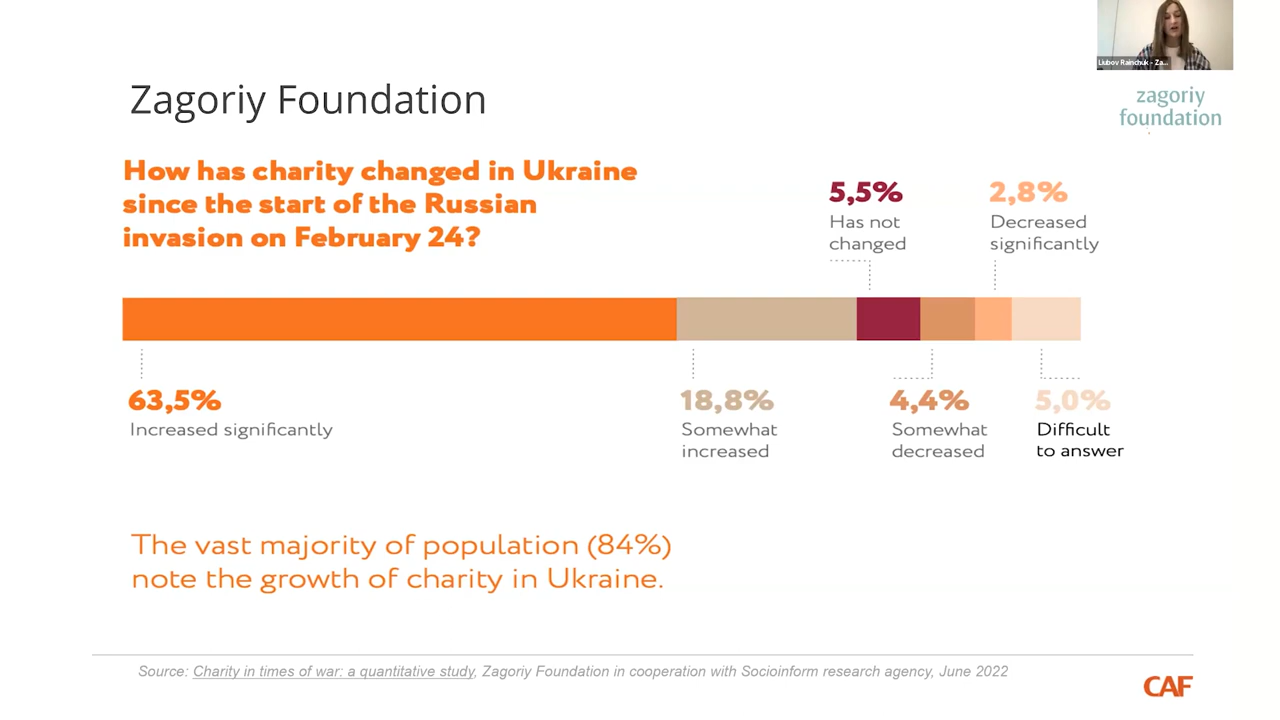 Liubov Rainchuk - Za...
Zagoriy Foundation
zagoriy
foundation
How has charity changed in Ukraine
since the start of the Russian
invasion on February 24?
5,5%
Has not
changed
2,8%
Decreased
significantly
63,5%
Increased significantly
18,8%
Somewhat
increased
4,4%
Somewhat
decreased
5,0%
Difficult
to answer
The vast majority of population (84%)
note the growth of charity in Ukraine.
Source: Charity in times of war: a quantitative study, Zagoriy Foundation in cooperation with Socioinform research agency, June 2022
CAF